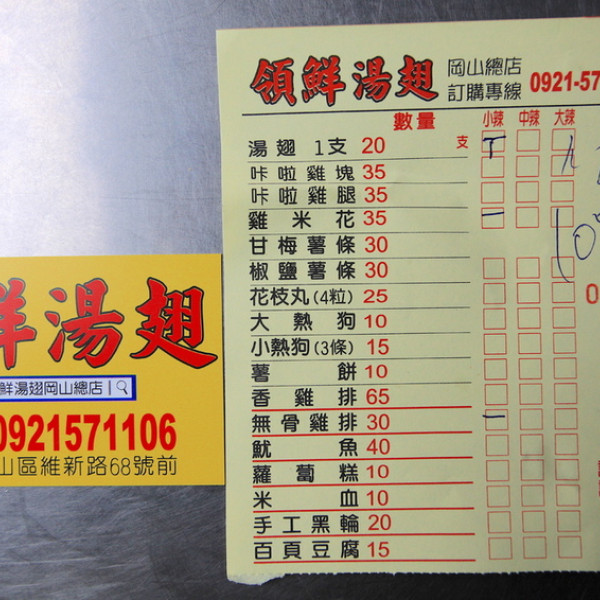 領鮮湯翅 岡山總店
訂購專線 0921-57
數量 小辣 中辣 大辣
湯翅 1支 20 支
咔啦雞塊 35
咔啦雞腿 35
雞米花 35
甘梅薯條 30
椒鹽薯條 30
花枝丸(4粒) 25
大熱狗 10
小熱狗(3條) 15
薯餅 10
香雞排 65
無骨雞排 30
魷魚 40
蘿蔔糕 10
米血 10
手工黑輪 20
百頁豆腐 15
鮮湯翅
鮮湯翅岡山總店
0921571106
山區維新路68號前